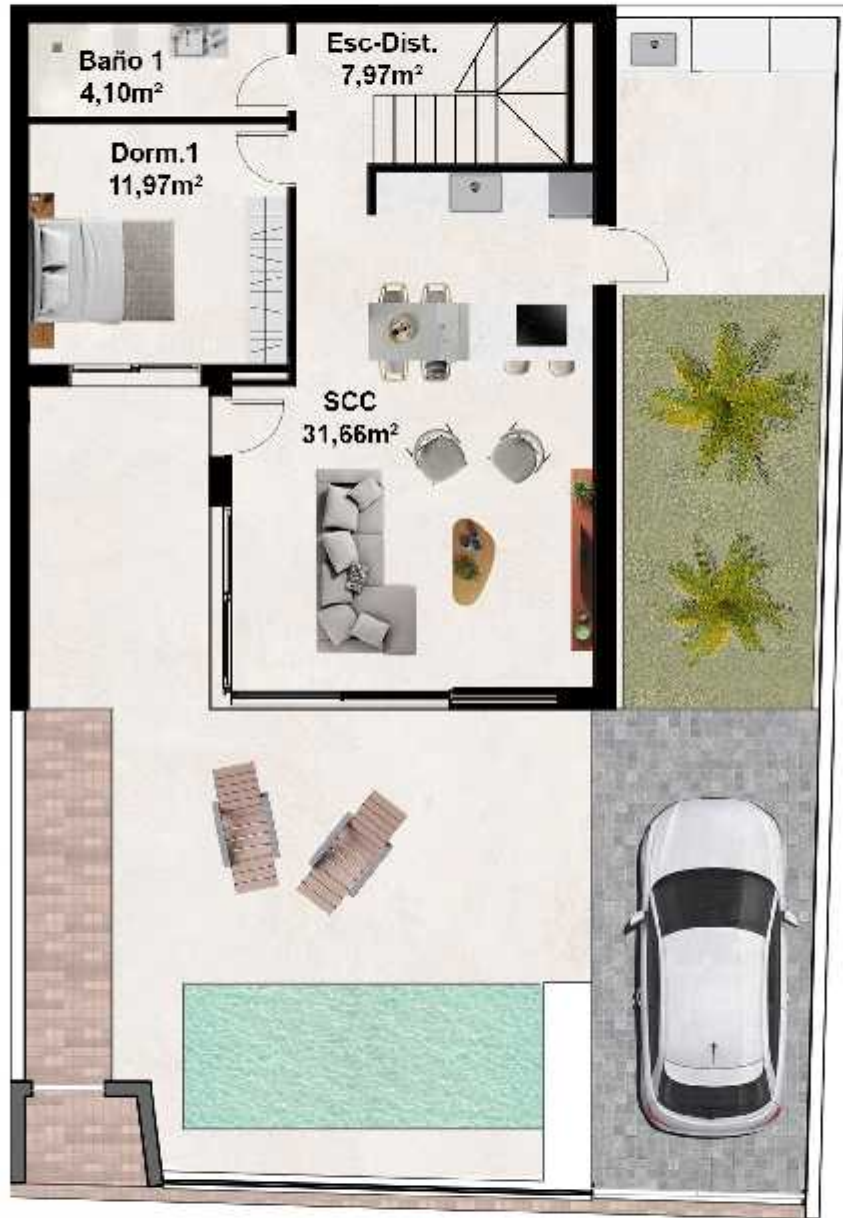 Baño 1
4,10m²
Esc-Dist.
7,97m²
Dorm.1
11,97m²
SCC
31,66m²